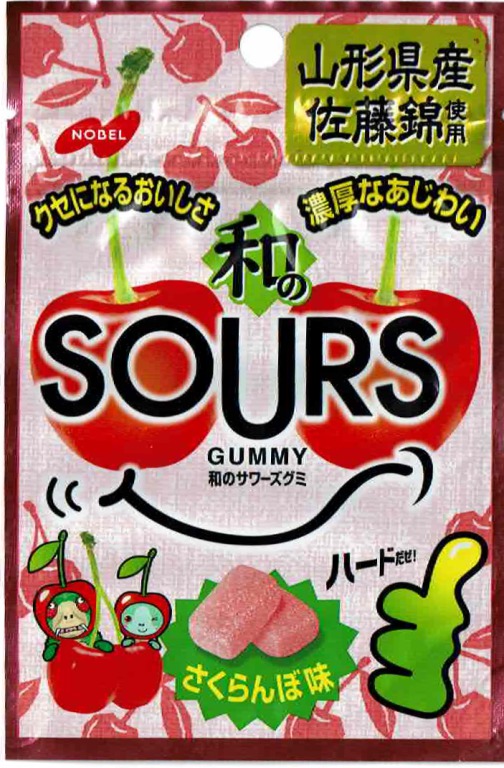 山形県産
佐藤錦使用
NOBEL
クセになるおいしさ
濃厚なあじわい
和の
SOURS
GUMMY
和のサワーズグミ
ハードだぜ!
さくらんぼ味